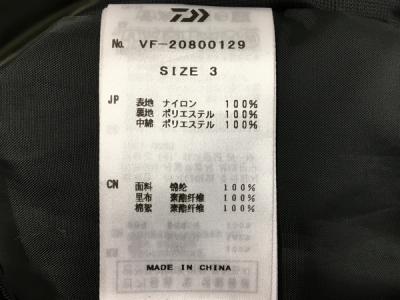 No. VF-20800129
SIZE 3
JP 表地 ナイロン 100%
裏地 ポリエステル 100%
中綿 ポリエステル 100%
CN 面料 锦纶 100%
里布 聚酯纤维 100%
棉絮 聚酯纤维 100%
MADE IN CHINA